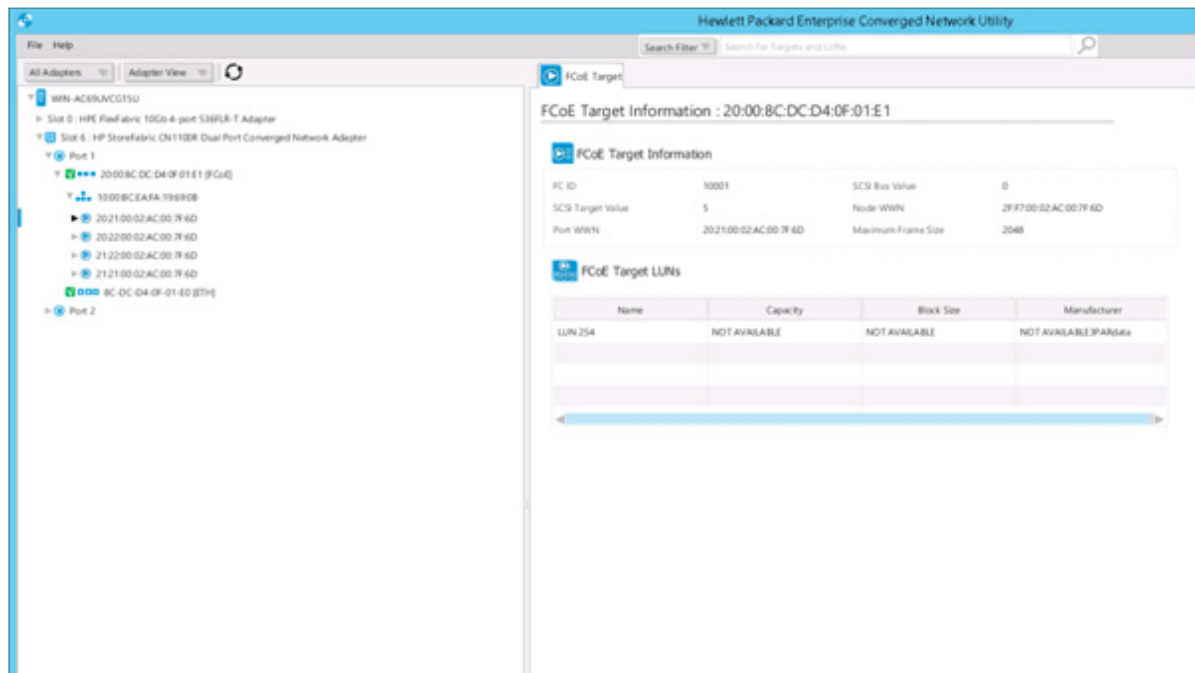 Hewlett Packard Enterprise Converged Network Utility
File Help
Search Filter Search for Targets and LUNs
All Adapters Adapter View
FCoE Target
WIN-AC69UVCG1SU
Slot 0 : HPE FlexFabric 10Gb 4-port 536FLR-T Adapter
Slot 6 : HP StoreFabric CN1100R Dual Port Converged Network Adapter
Port 1
20:00:8C:DC:D4:0F:01:E1 [FCoE]
10:00:8C:EA:FA:19:69:0B
20:21:00:02:AC:00:7F:6D
20:22:00:02:AC:00:7F:6D
21:22:00:02:AC:00:7F:6D
21:21:00:02:AC:00:7F:6D
8C-DC-D4-0F-01-E0 [ETH]
Port 2
FCoE Target Information : 20:00:8C:DC:D4:0F:01:E1
FCoE Target Information
FC ID 10001 SCSI Bus Value 0
SCSI Target Value 5 Node WWN 2F:F7:00:02:AC:00:7F:6D
Port WWN 20:21:00:02:AC:00:7F:6D Maximum Frame Size 2048
FCoE Target LUNs
Name Capacity Block Size Manufacturer
LUN 254 NOT AVAILABLE NOT AVAILABLE NOT AVAILABLE3PARdata